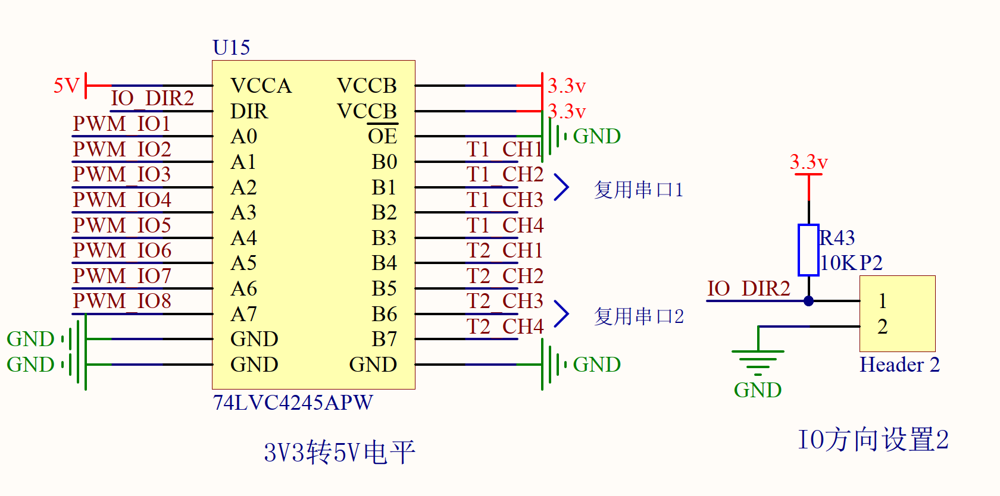 U15
5V VCCA VCCB 3.3v
IO_DIR2 DIR VCCB 3.3v
PWM_IO1 A0 OE GND
PWM_IO2 A1 B0 T1_CH1
PWM_IO3 A2 B1 T1_CH2
PWM_IO4 A3 B2 T1_CH3
PWM_IO5 A4 B3 T1_CH4
PWM_IO6 A5 B4 T2_CH1
PWM_IO7 A6 B5 T2_CH2
PWM_IO8 A7 B6 T2_CH3
GND GND B7 T2_CH4
GND GND GND GND
74LVC4245APW
复用串口1
复用串口2
3V3转5V电平
3.3v
R43
10K
P2
IO_DIR2
1
2
Header 2
GND
IO方向设置2